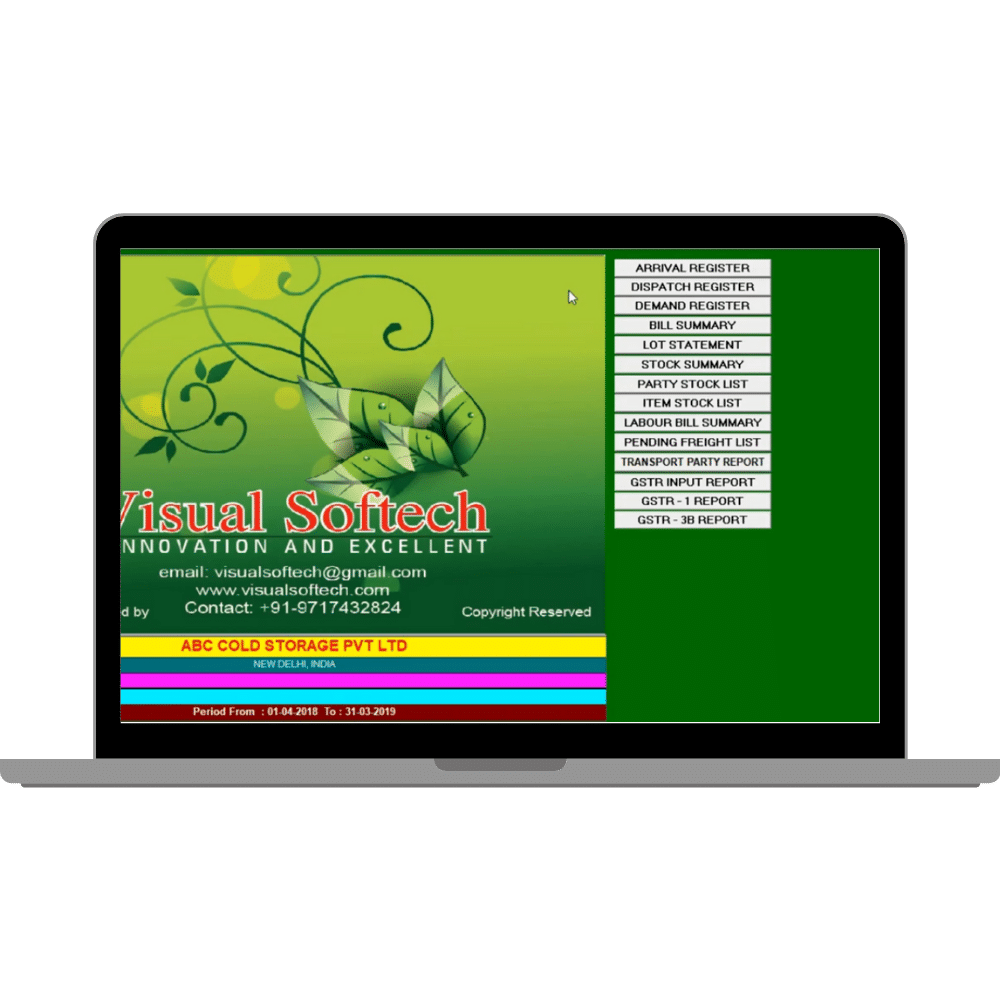 Visual Softech
INNOVATION AND EXCELLENT
email: visualsoftech@gmail.com
www.visualsoftech.com
d by
Contact: +91-9717432824
Copyright Reserved
ABC COLD STORAGE PVT LTD
NEW DELHI, INDIA
Period From : 01-04-2018 To : 31-03-2019
ARRIVAL REGISTER
DISPATCH REGISTER
DEMAND REGISTER
BILL SUMMARY
LOT STATEMENT
STOCK SUMMARY
PARTY STOCK LIST
ITEM STOCK LIST
LABOUR BILL SUMMARY
PENDING FREIGHT LIST
TRANSPORT PARTY REPORT
GSTR INPUT REPORT
GSTR - 1 REPORT
GSTR - 3B REPORT